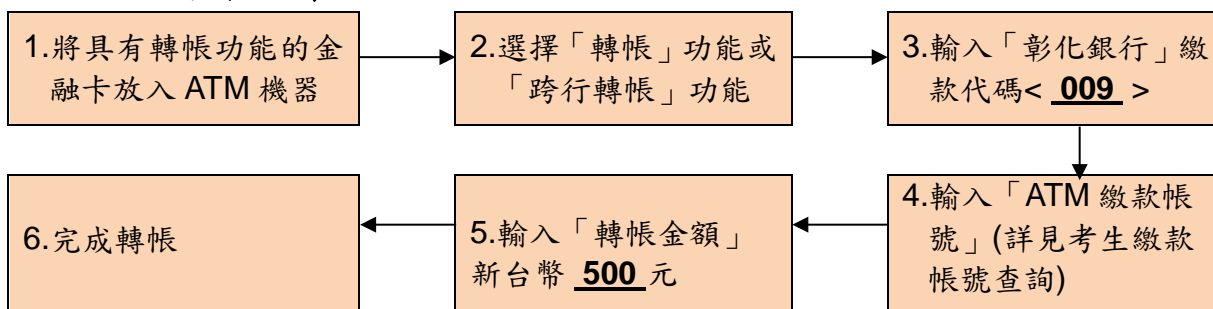 1.將具有轉帳功能的金
融卡放入 ATM 機器
2.選擇「轉帳」功能或
「跨行轉帳」功能
3.輸入「彰化銀行」繳
款代碼< 009 >
4.輸入「ATM 繳款帳
號」(詳見考生繳款
帳號查詢)
5.輸入「轉帳金額」
新台幣 500 元
6.完成轉帳